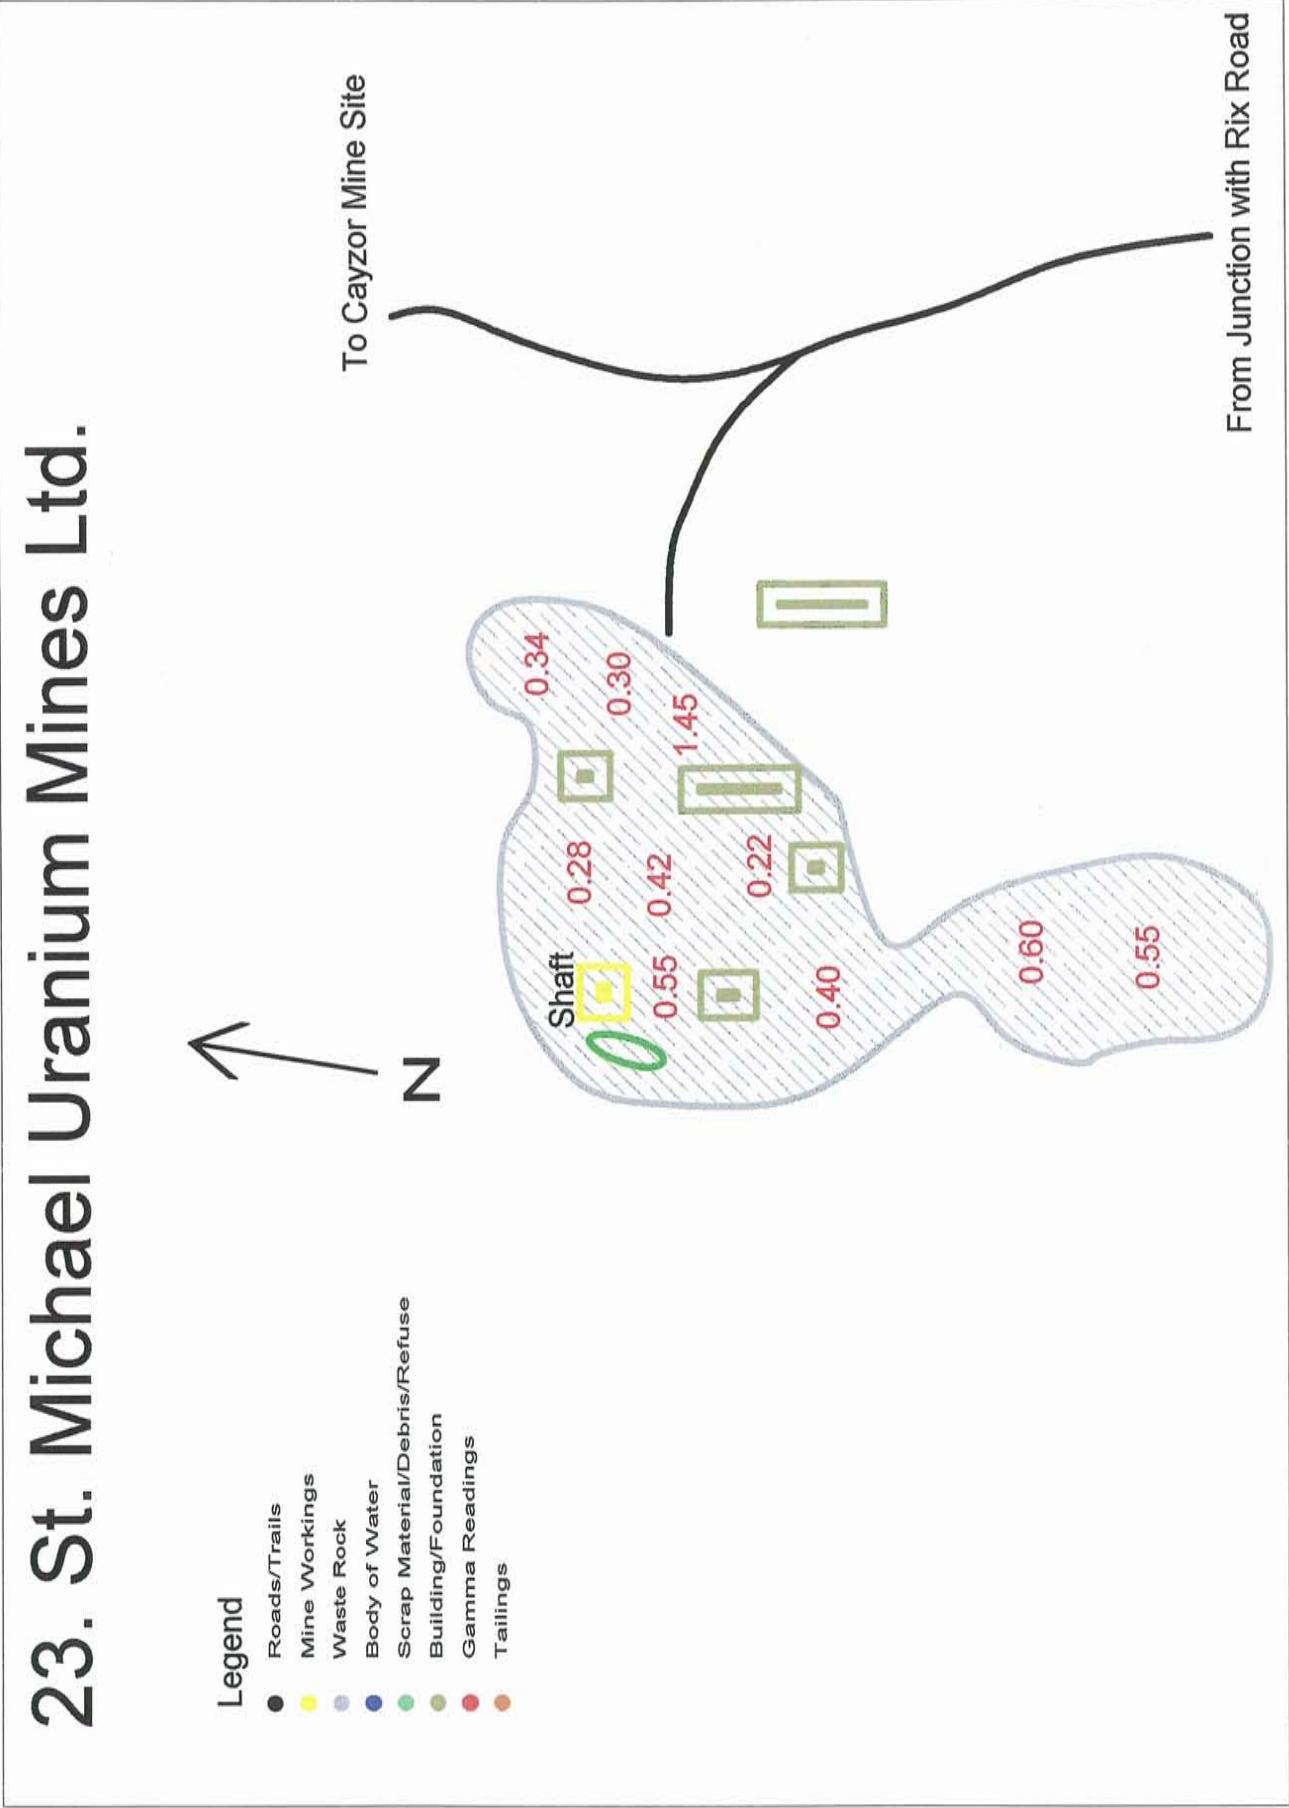 23. St. Michael Uranium Mines Ltd.
Legend
Roads/Trails
Mine Workings
Waste Rock
Body of Water
Scrap Material/Debris/Refuse
Building/Foundation
Gamma Readings
Tailings
N
To Cayzor Mine Site
Shaft
0.34
0.28
0.30
0.55
0.42
1.45
0.22
0.40
0.60
0.55
From Junction with Rix Road